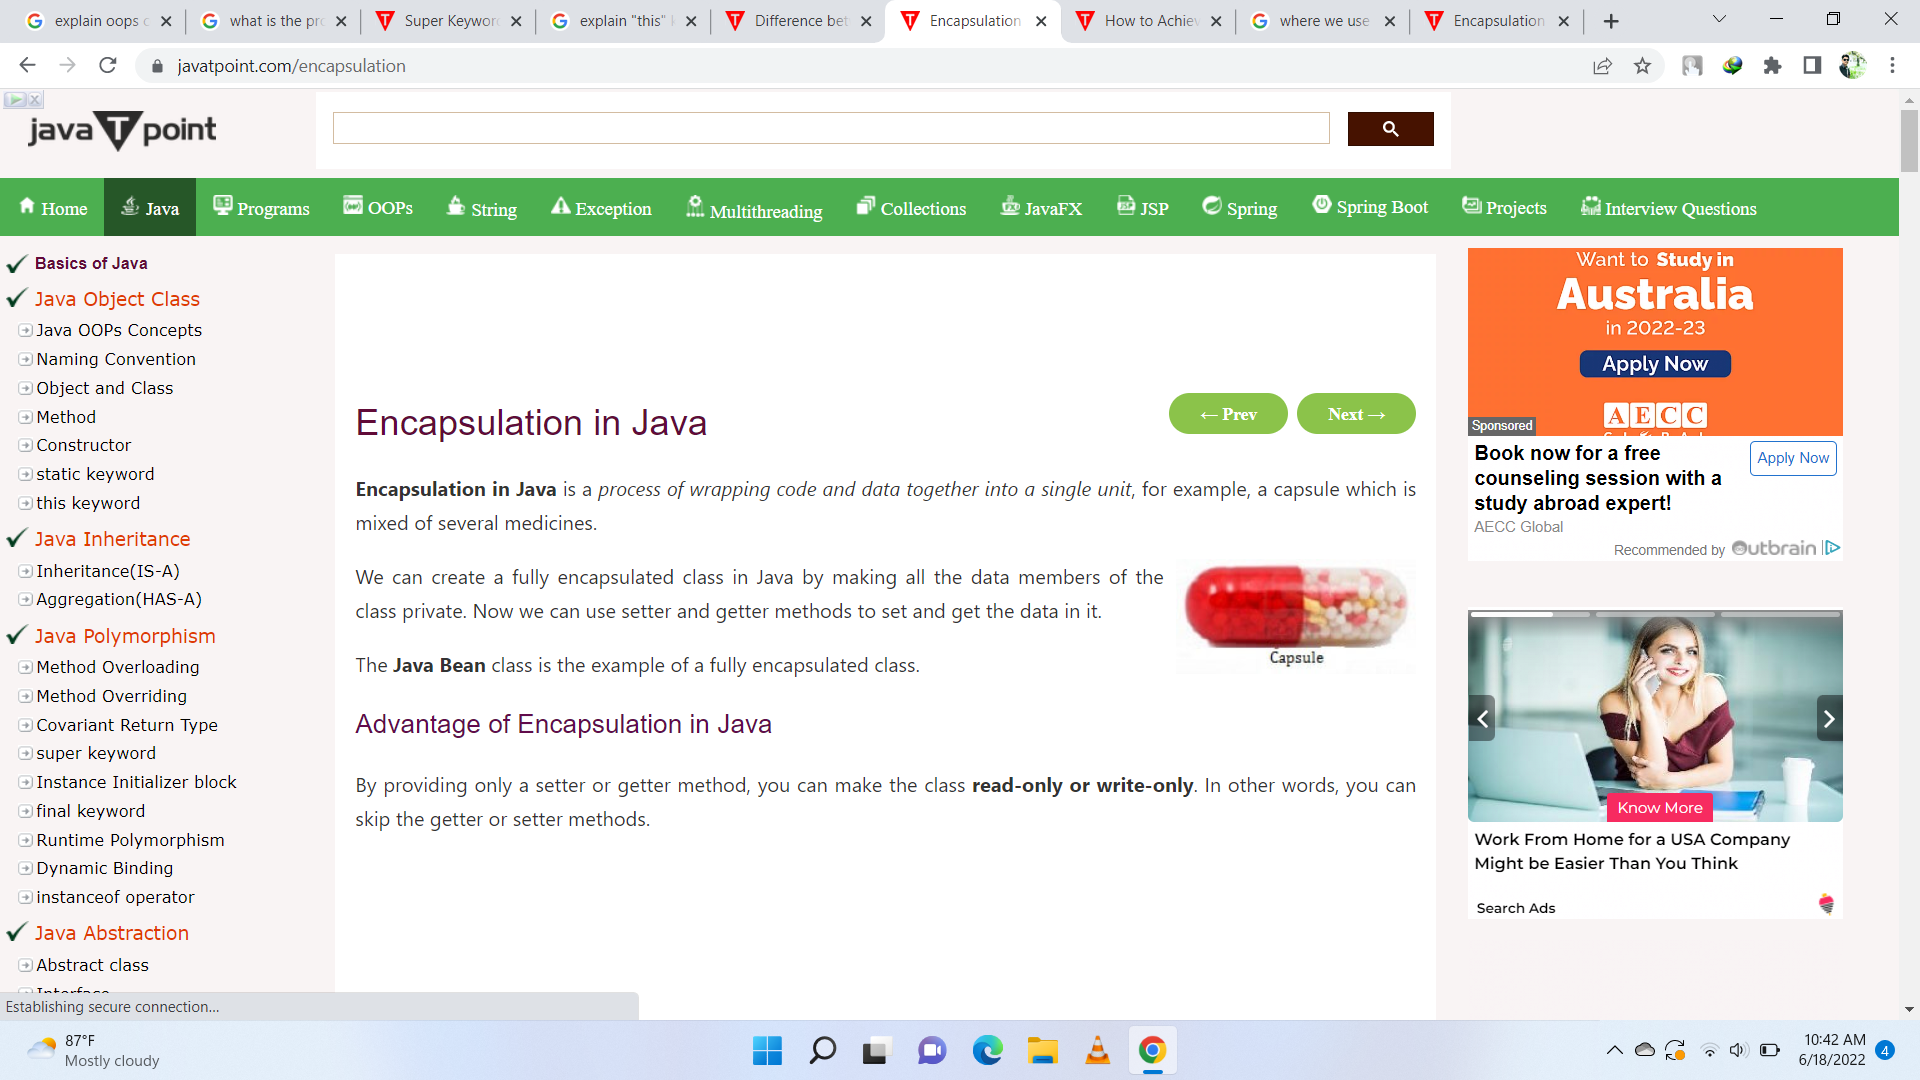 explain oops c
what is the pro
Super Keyword
explain "this" k
Difference bet
Encapsulation
How to Achiev
where we use
Encapsulation
javatpoint.com/encapsulation
java T point
Home
Java
Programs
OOPs
String
Exception
Multithreading
Collections
JavaFX
JSP
Spring
Spring Boot
Projects
Interview Questions
Basics of Java
Java Object Class
Java OOPs Concepts
Naming Convention
Object and Class
Method
Constructor
static keyword
this keyword
Java Inheritance
Inheritance(IS-A)
Aggregation(HAS-A)
Java Polymorphism
Method Overloading
Method Overriding
Covariant Return Type
super keyword
Instance Initializer block
final keyword
Runtime Polymorphism
Dynamic Binding
instanceof operator
Java Abstraction
Abstract class
Interface
Establishing secure connection...
Encapsulation in Java
← Prev
Next →
Encapsulation in Java is a process of wrapping code and data together into a single unit, for example, a capsule which is
mixed of several medicines.
We can create a fully encapsulated class in Java by making all the data members of the
class private. Now we can use setter and getter methods to set and get the data in it.
Capsule
The Java Bean class is the example of a fully encapsulated class.
Advantage of Encapsulation in Java
By providing only a setter or getter method, you can make the class read-only or write-only. In other words, you can
skip the getter or setter methods.
Want to Study in
Australia
in 2022-23
Apply Now
AECC
Sponsored
Book now for a free
counseling session with a
study abroad expert!
Apply Now
AECC Global
Recommended by Outbrain
Know More
Work From Home for a USA Company
Might be Easier Than You Think
Search Ads
87°F
Mostly cloudy
10:42 AM
6/18/2022
4